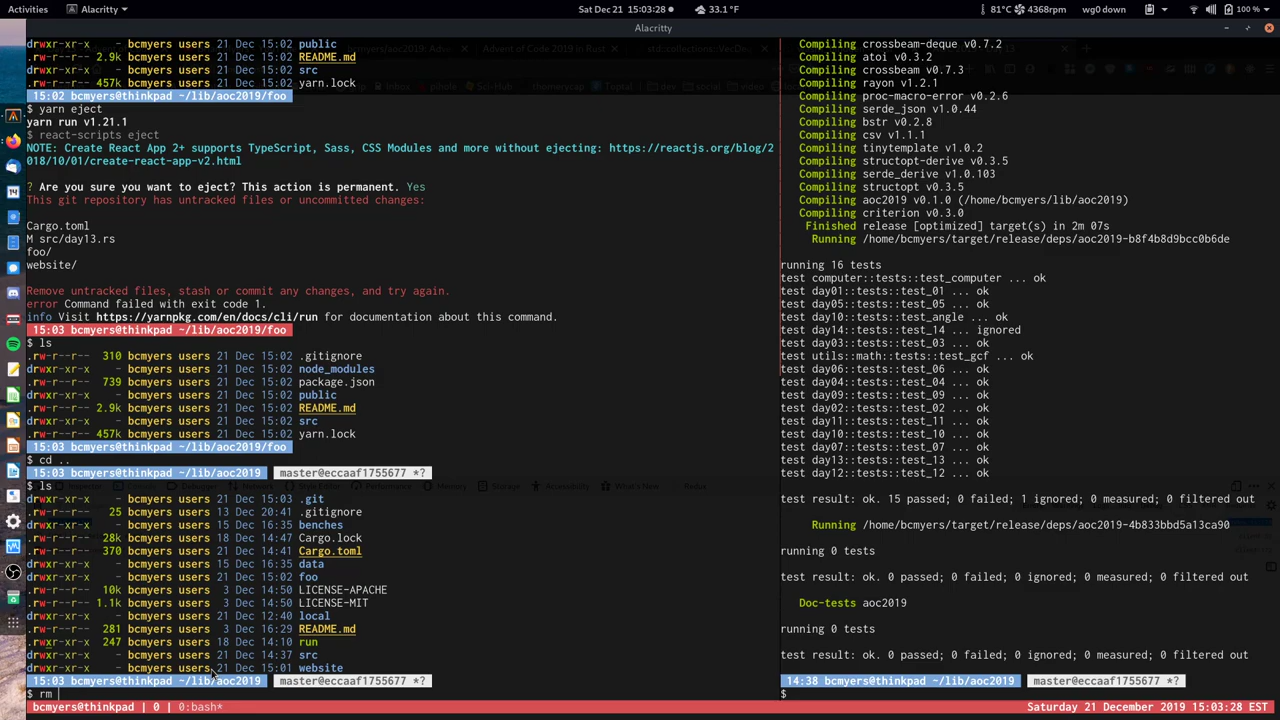 Activities
Alacritty
Sat Dec 21 15:03:28
33.1 °F
81°C
4368rpm
wg0 down
100 %
Alacritty
drwxr-xr-x - bcmyers users 21 Dec 15:02 public
.rw-r--r-- 2.9k bcmyers users 21 Dec 15:02 README.md
drwxr-xr-x - bcmyers users 21 Dec 15:02 src
.rw-r--r-- 457k bcmyers users 21 Dec 15:02 yarn.lock
15:02 bcmyers@thinkpad ~/lib/aoc2019/foo
$ yarn eject
yarn run v1.21.1
$ react-scripts eject
NOTE: Create React App 2+ supports TypeScript, Sass, CSS Modules and more without ejecting: https://reactjs.org/blog/2
018/10/01/create-react-app-v2.html
? Are you sure you want to eject? This action is permanent. Yes
This git repository has untracked files or uncommitted changes:
Cargo.toml
M src/day13.rs
foo/
website/
Remove untracked files, stash or commit any changes, and try again.
error Command failed with exit code 1.
info Visit https://yarnpkg.com/en/docs/cli/run for documentation about this command.
15:03 bcmyers@thinkpad ~/lib/aoc2019/foo
$ ls
.rw-r--r-- 310 bcmyers users 21 Dec 15:02 .gitignore
drwxr-xr-x - bcmyers users 21 Dec 15:02 node_modules
.rw-r--r-- 739 bcmyers users 21 Dec 15:02 package.json
drwxr-xr-x - bcmyers users 21 Dec 15:02 public
.rw-r--r-- 2.9k bcmyers users 21 Dec 15:02 README.md
drwxr-xr-x - bcmyers users 21 Dec 15:02 src
.rw-r--r-- 457k bcmyers users 21 Dec 15:02 yarn.lock
15:03 bcmyers@thinkpad ~/lib/aoc2019/foo
$ cd ..
15:03 bcmyers@thinkpad ~/lib/aoc2019 master@eccaaf1755677 *?
$ ls
drwxr-xr-x - bcmyers users 21 Dec 15:03 .git
.rw-r--r-- 25 bcmyers users 13 Dec 20:41 .gitignore
drwxr-xr-x - bcmyers users 15 Dec 16:35 benches
.rw-r--r-- 28k bcmyers users 18 Dec 14:47 Cargo.lock
.rw-r--r-- 370 bcmyers users 21 Dec 14:41 Cargo.toml
drwxr-xr-x - bcmyers users 15 Dec 16:35 data
drwxr-xr-x - bcmyers users 21 Dec 15:02 foo
.rw-r--r-- 10k bcmyers users 3 Dec 14:50 LICENSE-APACHE
.rw-r--r-- 1.1k bcmyers users 3 Dec 14:50 LICENSE-MIT
drwxr-xr-x - bcmyers users 21 Dec 12:40 local
.rw-r--r-- 281 bcmyers users 3 Dec 16:29 README.md
.rwxr-xr-x 247 bcmyers users 18 Dec 14:10 run
drwxr-xr-x - bcmyers users 21 Dec 14:37 src
drwxr-xr-x - bcmyers users 21 Dec 15:01 website
15:03 bcmyers@thinkpad ~/lib/aoc2019 master@eccaaf1755677 *?
$ rm
Compiling crossbeam-deque v0.7.2
Compiling atoi v0.3.2
Compiling crossbeam v0.7.3
Compiling rayon v1.2.1
Compiling proc-macro-error v0.2.6
Compiling serde_json v1.0.44
Compiling bstr v0.2.8
Compiling csv v1.1.1
Compiling tinytemplate v1.0.2
Compiling structopt-derive v0.3.5
Compiling serde_derive v1.0.103
Compiling structopt v0.3.5
Compiling aoc2019 v0.1.0 (/home/bcmyers/lib/aoc2019)
Compiling criterion v0.3.0
Finished release [optimized] target(s) in 2m 07s
Running /home/bcmyers/target/release/deps/aoc2019-b8f4b8d9bcc0b6de
running 16 tests
test computer::tests::test_computer ... ok
test day01::tests::test_01 ... ok
test day05::tests::test_05 ... ok
test day10::tests::test_angle ... ok
test day14::tests::test_14 ... ignored
test day03::tests::test_03 ... ok
test utils::math::tests::test_gcf ... ok
test day06::tests::test_06 ... ok
test day04::tests::test_04 ... ok
test day09::tests::test_09 ... ok
test day02::tests::test_02 ... ok
test day11::tests::test_11 ... ok
test day10::tests::test_10 ... ok
test day07::tests::test_07 ... ok
test day13::tests::test_13 ... ok
test day12::tests::test_12 ... ok
test result: ok. 15 passed; 0 failed; 1 ignored; 0 measured; 0 filtered out
Running /home/bcmyers/target/release/deps/aoc2019-4b833bbd5a13ca90
running 0 tests
test result: ok. 0 passed; 0 failed; 0 ignored; 0 measured; 0 filtered out
Doc-tests aoc2019
running 0 tests
test result: ok. 0 passed; 0 failed; 0 ignored; 0 measured; 0 filtered out
14:38 bcmyers@thinkpad ~/lib/aoc2019 master@eccaaf1755677 *?
$
bcmyers@thinkpad | 0 | 0:bash*
Saturday 21 December 2019 15:03:28 EST